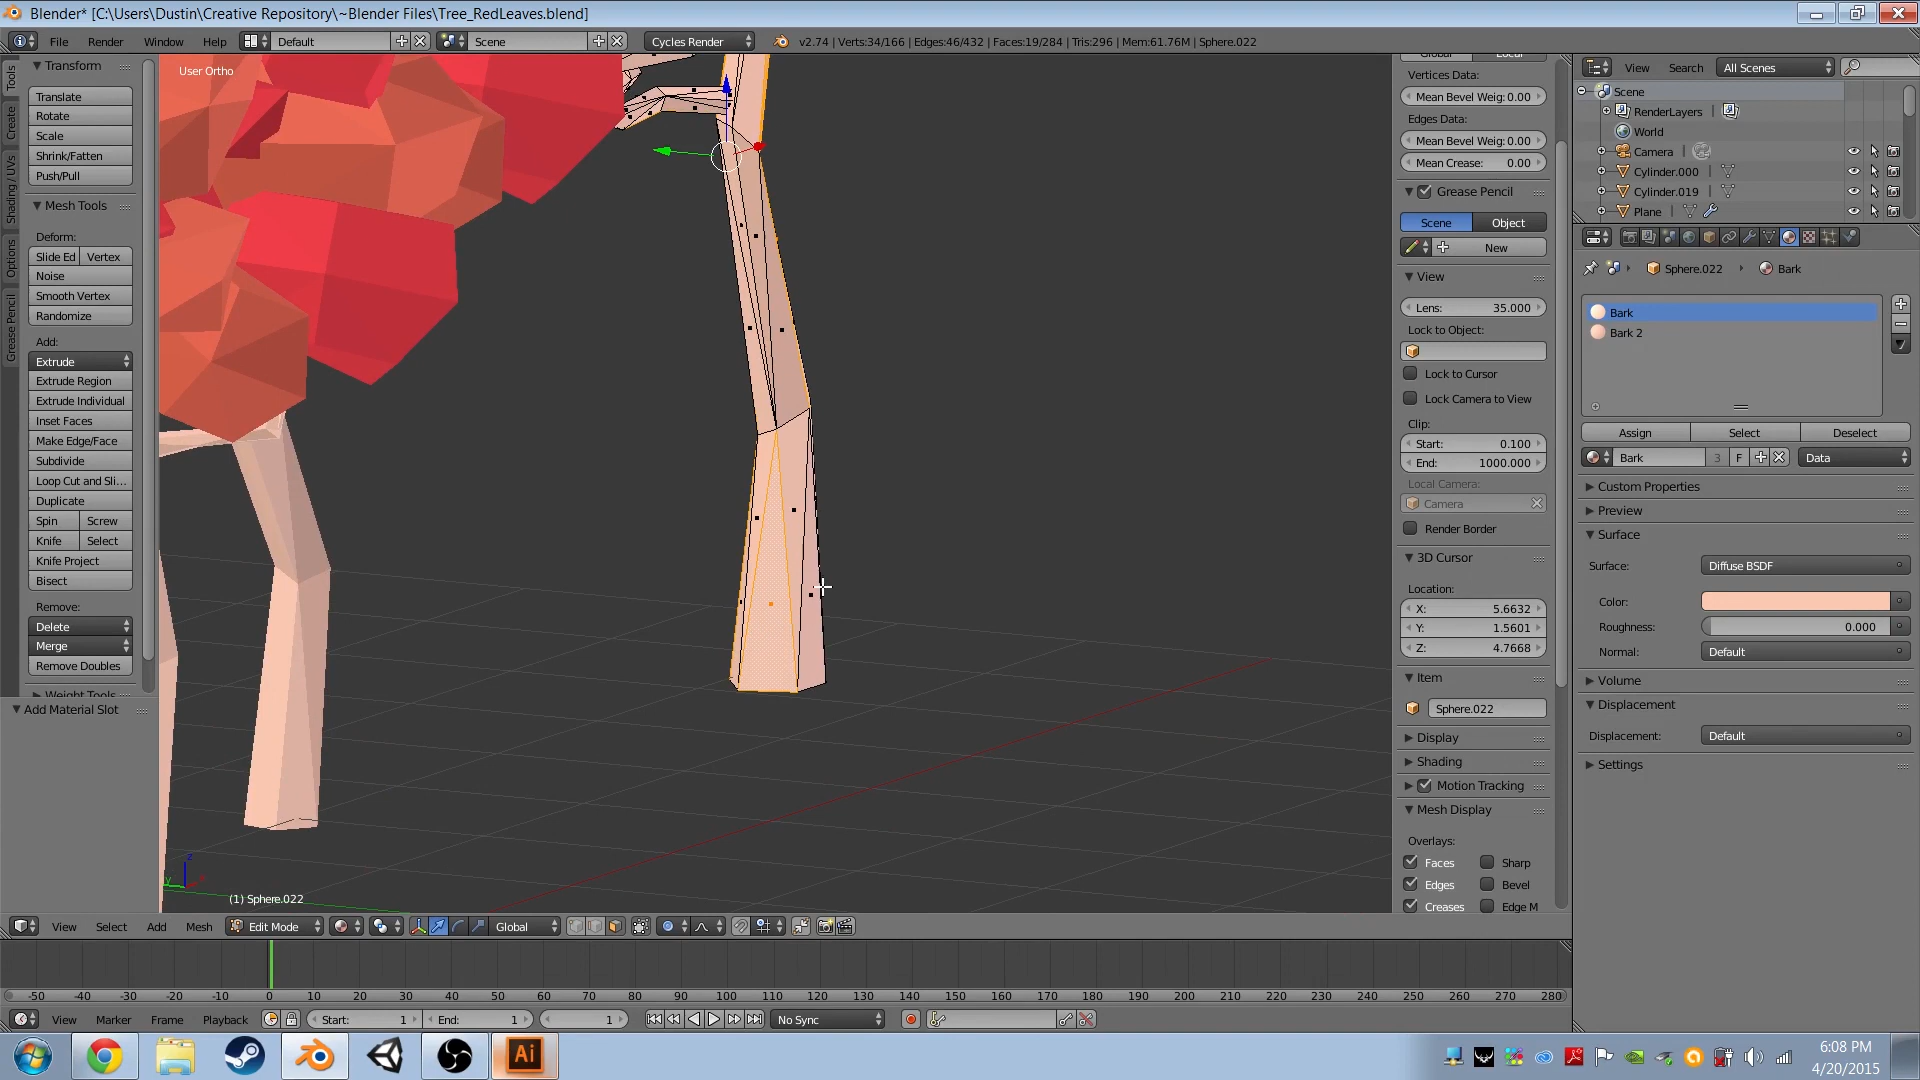 Blender* [C:\Users\Dustin\Creative Repository\~Blender Files\Tree_RedLeaves.blend]
File Render Window Help Default Scene Cycles Render v2.74 | Verts:34/166 | Edges:46/432 | Faces:19/284 | Tris:296 | Mem:61.76M | Sphere.022
Tools
Create
Shading / UVs
Options
Grease Pencil
Transform
Translate
Rotate
Scale
Shrink/Fatten
Push/Pull
Mesh Tools
Deform:
Slide Ed Vertex
Noise
Smooth Vertex
Randomize
Add:
Extrude
Extrude Region
Extrude Individual
Inset Faces
Make Edge/Face
Subdivide
Loop Cut and Sli...
Duplicate
Spin Screw
Knife Select
Knife Project
Bisect
Remove:
Delete
Merge
Remove Doubles
Weight Tools
Add Material Slot
User Ortho
(1) Sphere.022
Global Local
Vertices Data:
Mean Bevel Weig: 0.00
Edges Data:
Mean Bevel Weig: 0.00
Mean Crease: 0.00
Grease Pencil
Scene Object
New
View
Lens: 35.000
Lock to Object:
Lock to Cursor
Lock Camera to View
Clip:
Start: 0.100
End: 1000.000
Local Camera:
Camera
Render Border
3D Cursor
Location:
X: 5.6632
Y: 1.5601
Z: 4.7668
Item
Sphere.022
Display
Shading
Motion Tracking
Mesh Display
Overlays:
Faces Sharp
Edges Bevel
Creases Edge M
View Search All Scenes
Scene
RenderLayers
World
Camera
Cylinder.000
Cylinder.019
Plane
Sphere.022 Bark
Bark
Bark 2
Assign Select Deselect
Bark 3 F Data
Custom Properties
Preview
Surface
Surface: Diffuse BSDF
Color:
Roughness: 0.000
Normal: Default
Volume
Displacement
Displacement: Default
Settings
View Select Add Mesh Edit Mode Global
-50 -40 -30 -20 -10 0 10 20 30 40 50 60 70 80 90 100 110 120 130 140 150 160 170 180 190 200 210 220 230 240 250 260 270 280
View Marker Frame Playback Start: 1 End: 1 1 No Sync
Ai
6:08 PM
4/20/2015